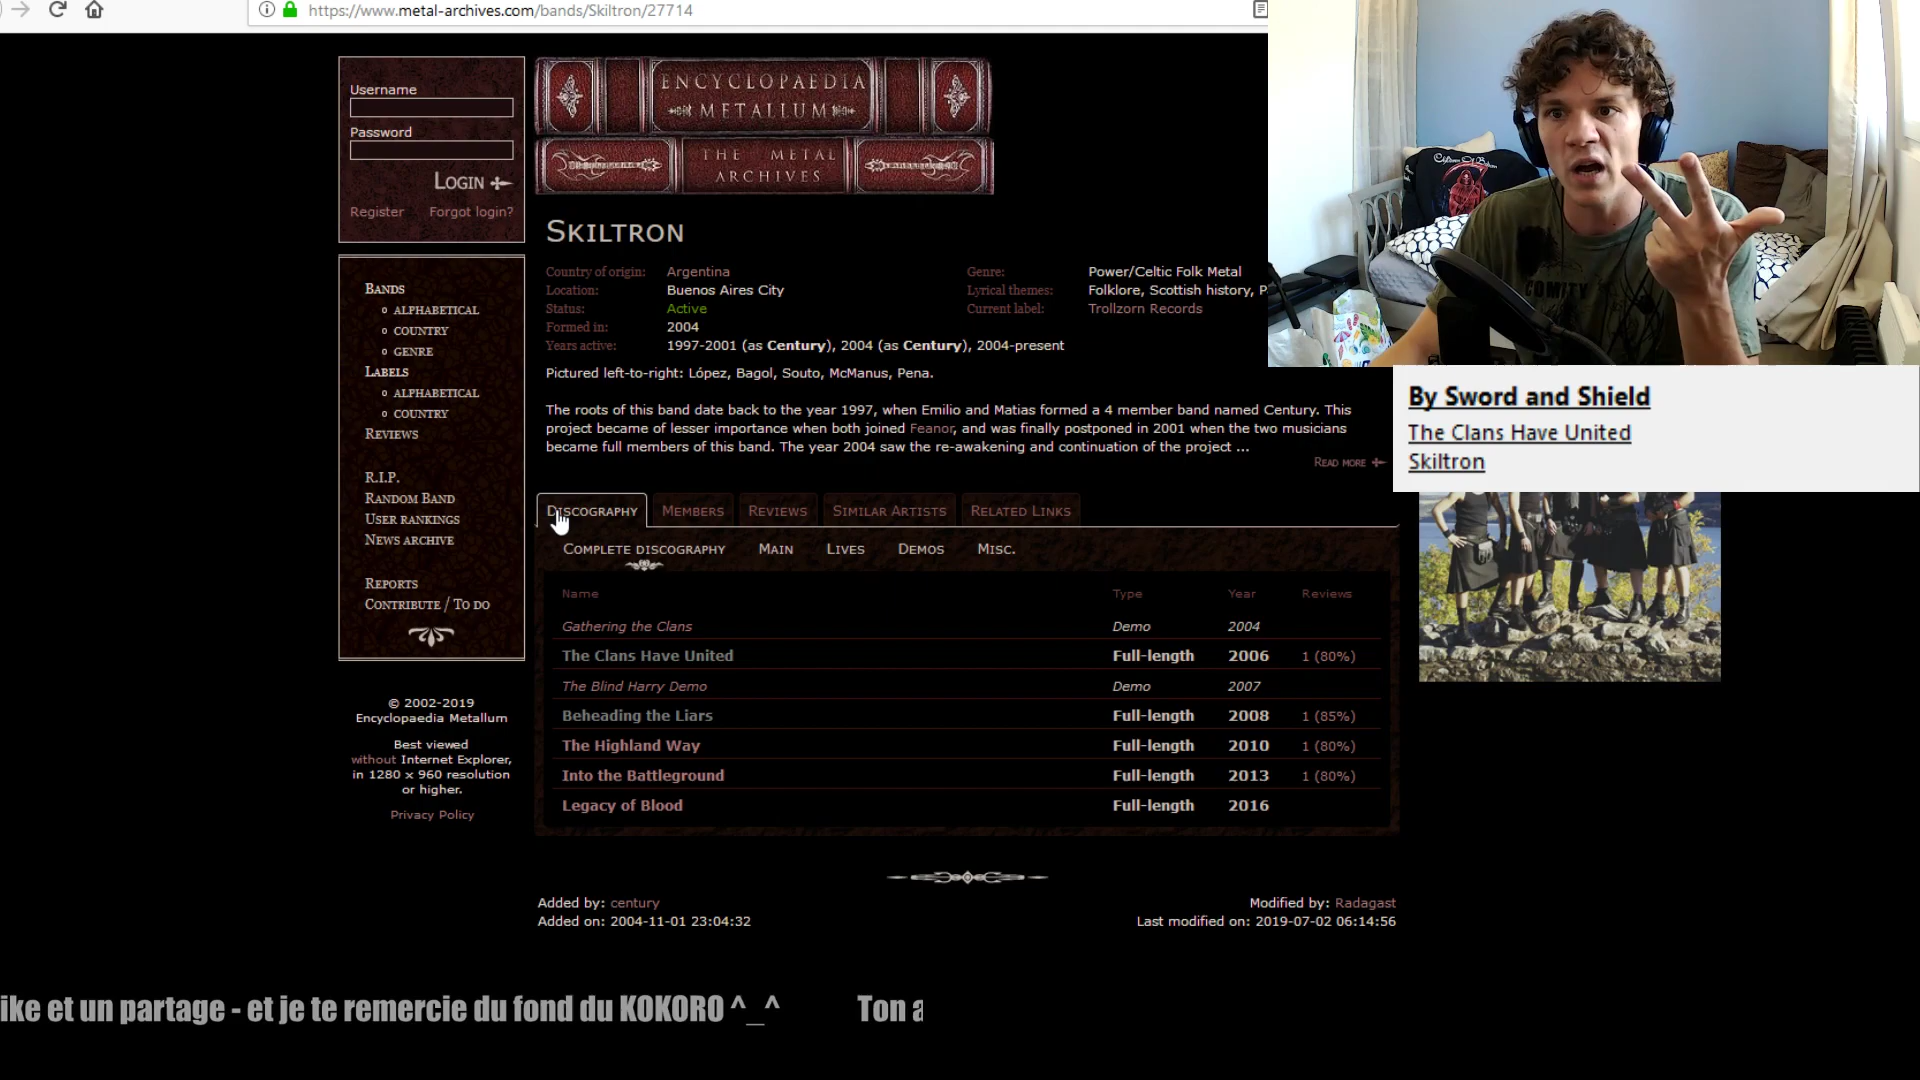 https://www.metal-archives.com/bands/Skiltron/27714
Username
Password
LOGIN
Register Forgot login?
ENCYCLOPAEDIA
METALLUM
THE METAL
ARCHIVES
BANDS
ALPHABETICAL
COUNTRY
GENRE
LABELS
ALPHABETICAL
COUNTRY
REVIEWS
R.I.P.
RANDOM BAND
USER RANKINGS
NEWS ARCHIVE
REPORTS
CONTRIBUTE / TO DO
© 2002-2019
Encyclopaedia Metallum
Best viewed
without Internet Explorer,
in 1280 x 960 resolution
or higher.
Privacy Policy
SKILTRON
Country of origin: Argentina
Location: Buenos Aires City
Status: Active
Formed in: 2004
Years active: 1997-2001 (as Century), 2004 (as Century), 2004-present
Genre: Power/Celtic Folk Metal
Lyrical themes: Folklore, Scottish history, P
Current label: Trollzorn Records
Pictured left-to-right: López, Bagol, Souto, McManus, Pena.
The roots of this band date back to the year 1997, when Emilio and Matias formed a 4 member band named Century. This
project became of lesser importance when both joined Feanor, and was finally postponed in 2001 when the two musicians
became full members of this band. The year 2004 saw the re-awakening and continuation of the project ...
READ MORE
DISCOGRAPHY MEMBERS REVIEWS SIMILAR ARTISTS RELATED LINKS
COMPLETE DISCOGRAPHY MAIN LIVES DEMOS MISC.
Name Type Year Reviews
Gathering the Clans Demo 2004
The Clans Have United Full-length 2006 1 (80%)
The Blind Harry Demo Demo 2007
Beheading the Liars Full-length 2008 1 (85%)
The Highland Way Full-length 2010 1 (80%)
Into the Battleground Full-length 2013 1 (80%)
Legacy of Blood Full-length 2016
Added by: century Modified by: Radagast
Added on: 2004-11-01 23:04:32 Last modified on: 2019-07-02 06:14:56
Children Of Bodom
COMITY
By Sword and Shield
The Clans Have United
Skiltron
ike et un partage - et je te remercie du fond du KOKORO ^_^ Ton a